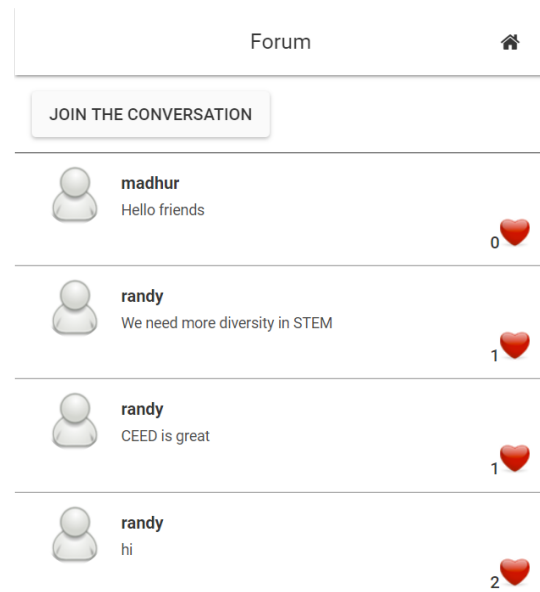 Forum
JOIN THE CONVERSATION
madhur
Hello friends
0
randy
We need more diversity in STEM
1
randy
CEED is great
1
randy
hi
2